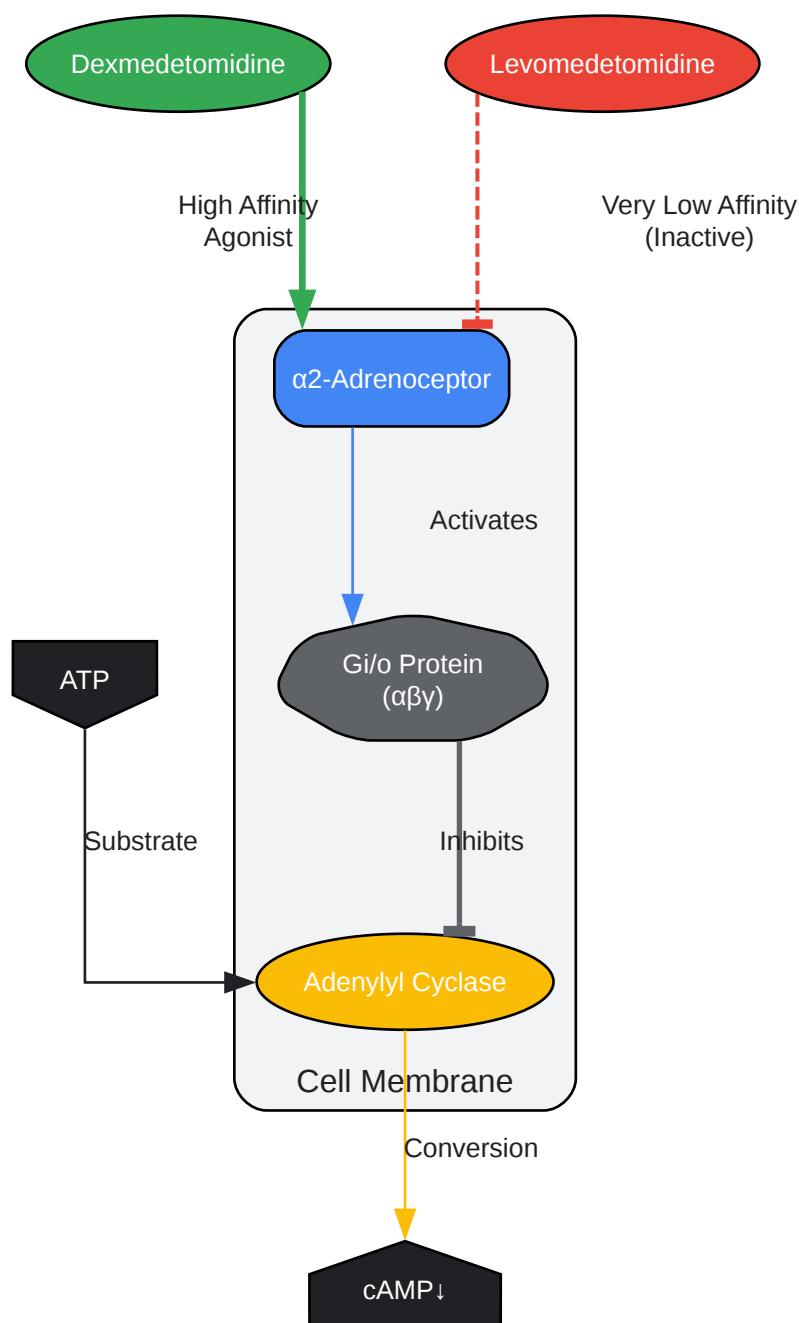 Dexmedetomidine
Levomedetomidine
High Affinity
Agonist
Very Low Affinity
(Inactive)
α2-Adrenoceptor
Activates
Gi/o Protein
(αβγ)
ATP
Substrate
Inhibits
Adenylyl Cyclase
Cell Membrane
Conversion
cAMP↓